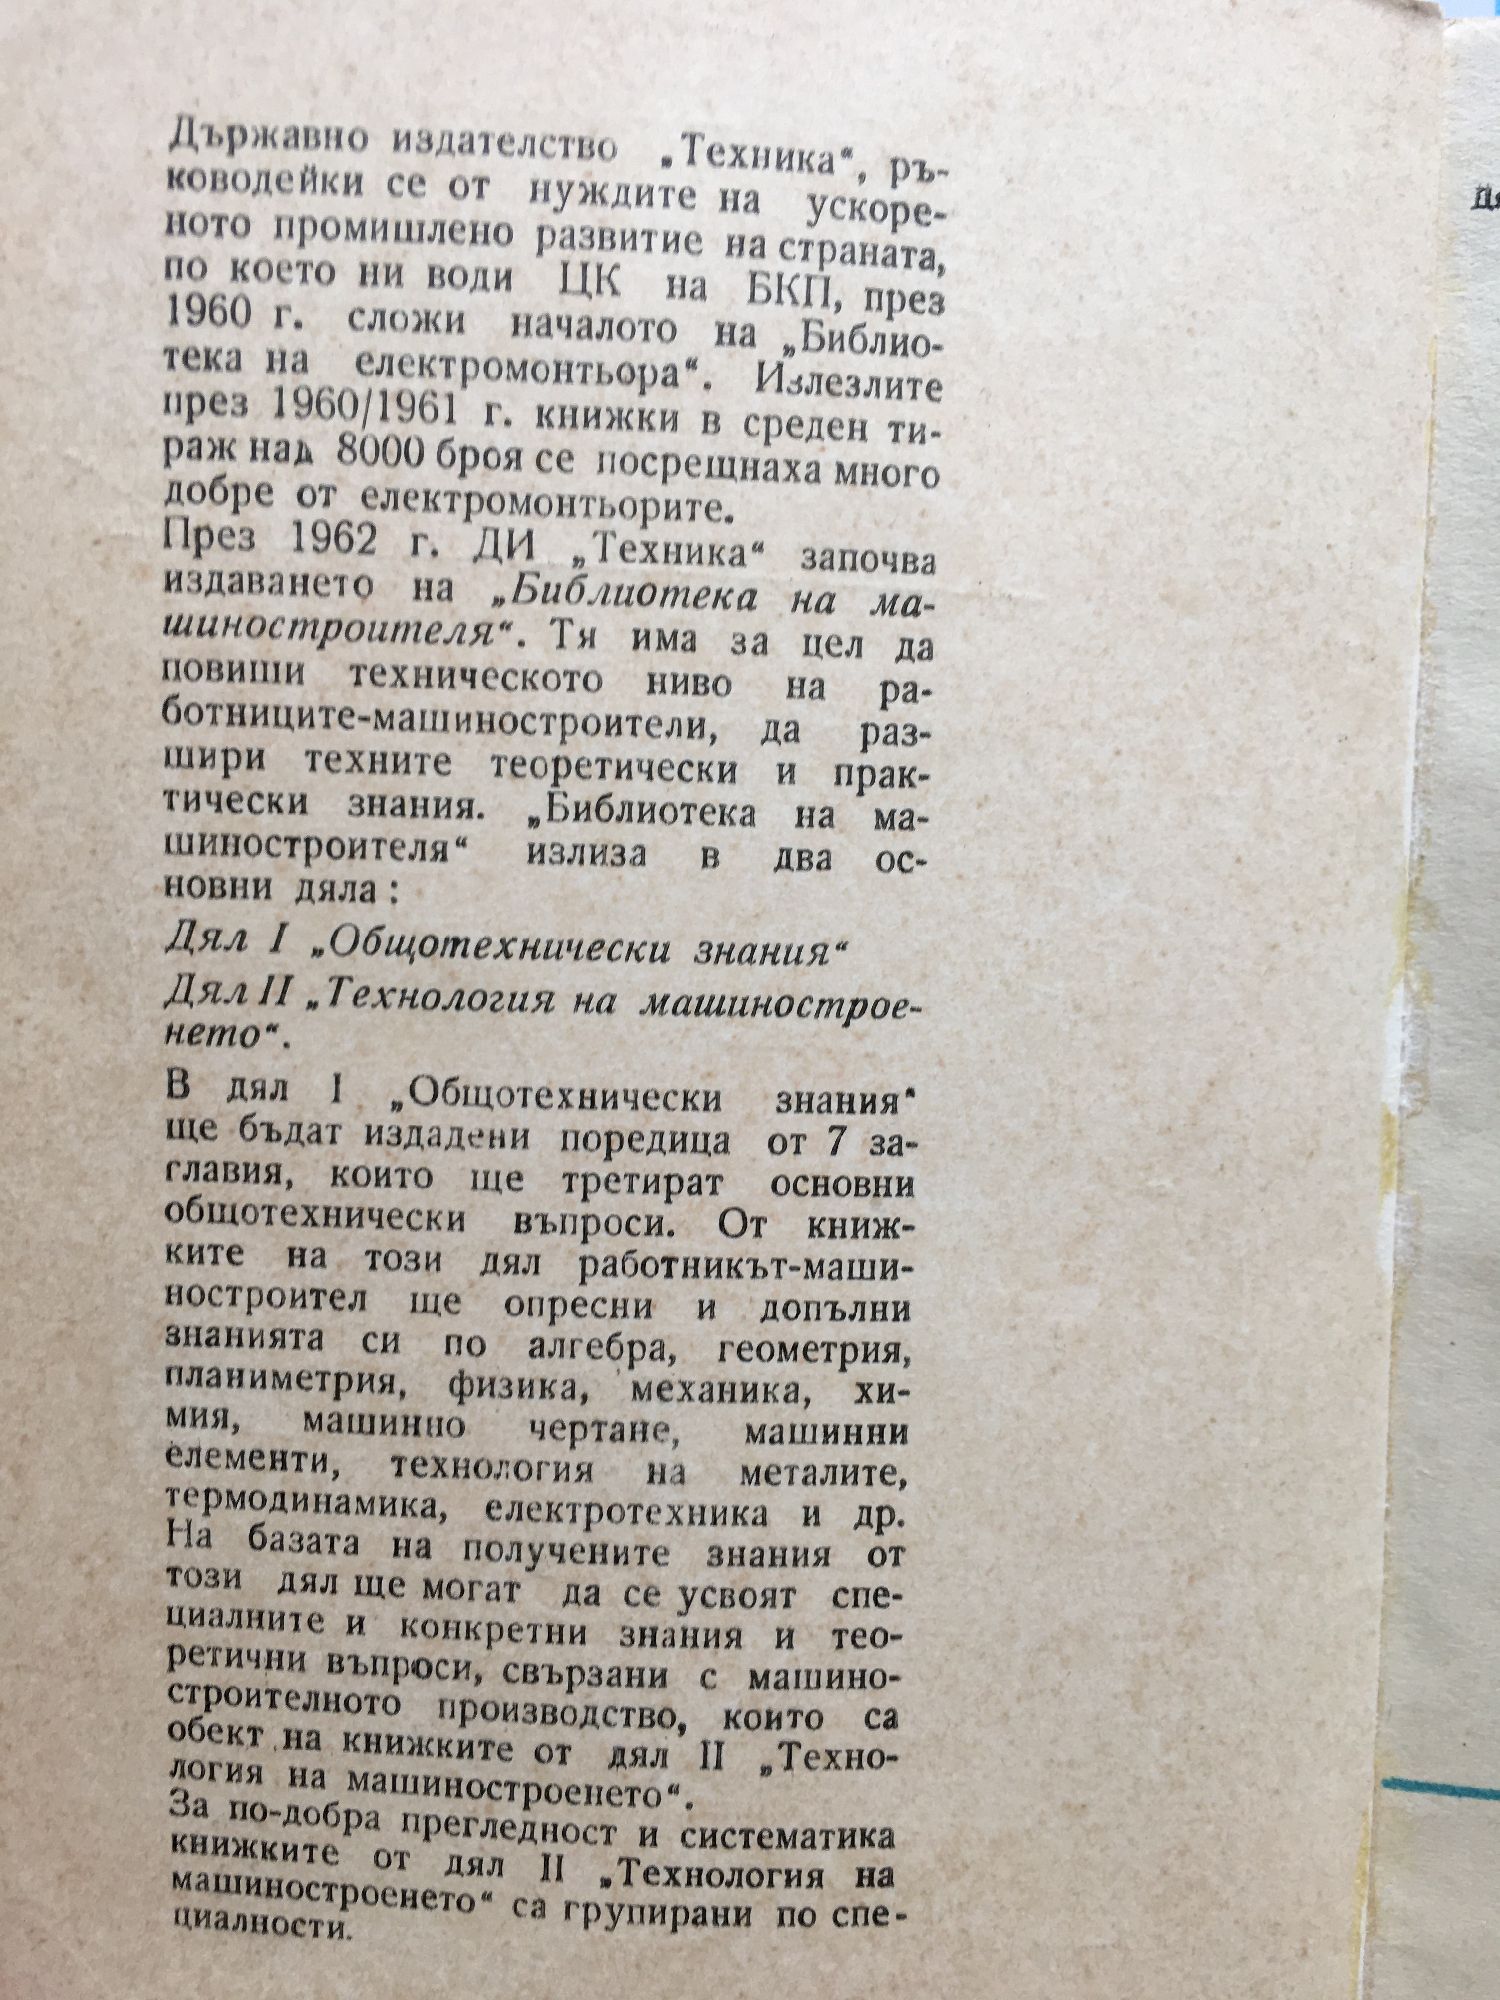 Държавно издателство „Техника“, ръ-
ководейки се от нуждите на ускоре-
ното промишлено развитие на страната,
по което ни води ЦК на БКП, през
1960 г. сложи началото на „Библио-
тека на електромонтьора“. Излезлите
през 1960/1961 г. книжки в среден ти-
раж над 8000 броя се посрещнаха много
добре от електромонтьорите.
През 1962 г. ДИ „Техника“ започва
издаването на „Библиотека на ма-
шиностроителя“. Тя има за цел да
повиши техническото ниво на ра-
ботниците-машиностроители, да раз-
шири техните теоретически и прак-
тически знания. „Библиотека на ма-
шиностроителя“ излиза в два ос-
новни дяла:
Дял I „Общотехнически знания“
Дял II „Технология на машинострое-
нето“.
В дял I „Общотехнически знания“
ще бъдат издадени поредица от 7 за-
главия, които ще третират основни
общотехнически въпроси. От книж-
ките на този дял работникът-маши-
ностроител ще опресни и допълни
знанията си по алгебра, геометрия,
планиметрия, физика, механика, хи-
мия, машинно чертане, машинни
елементи, технология на металите,
термодинамика, електротехника и др.
На базата на получените знания от
този дял ще могат да се усвоят спе-
циалните и конкретни знания и тео-
ретични въпроси, свързани с машино-
строителното производство, които са
обект на книжките от дял II „Техно-
логия на машиностроенето“.
За по-добра прегледност и систематика
книжките от дял II „Технология на
машиностроенето“ са групирани по спе-
циалности.